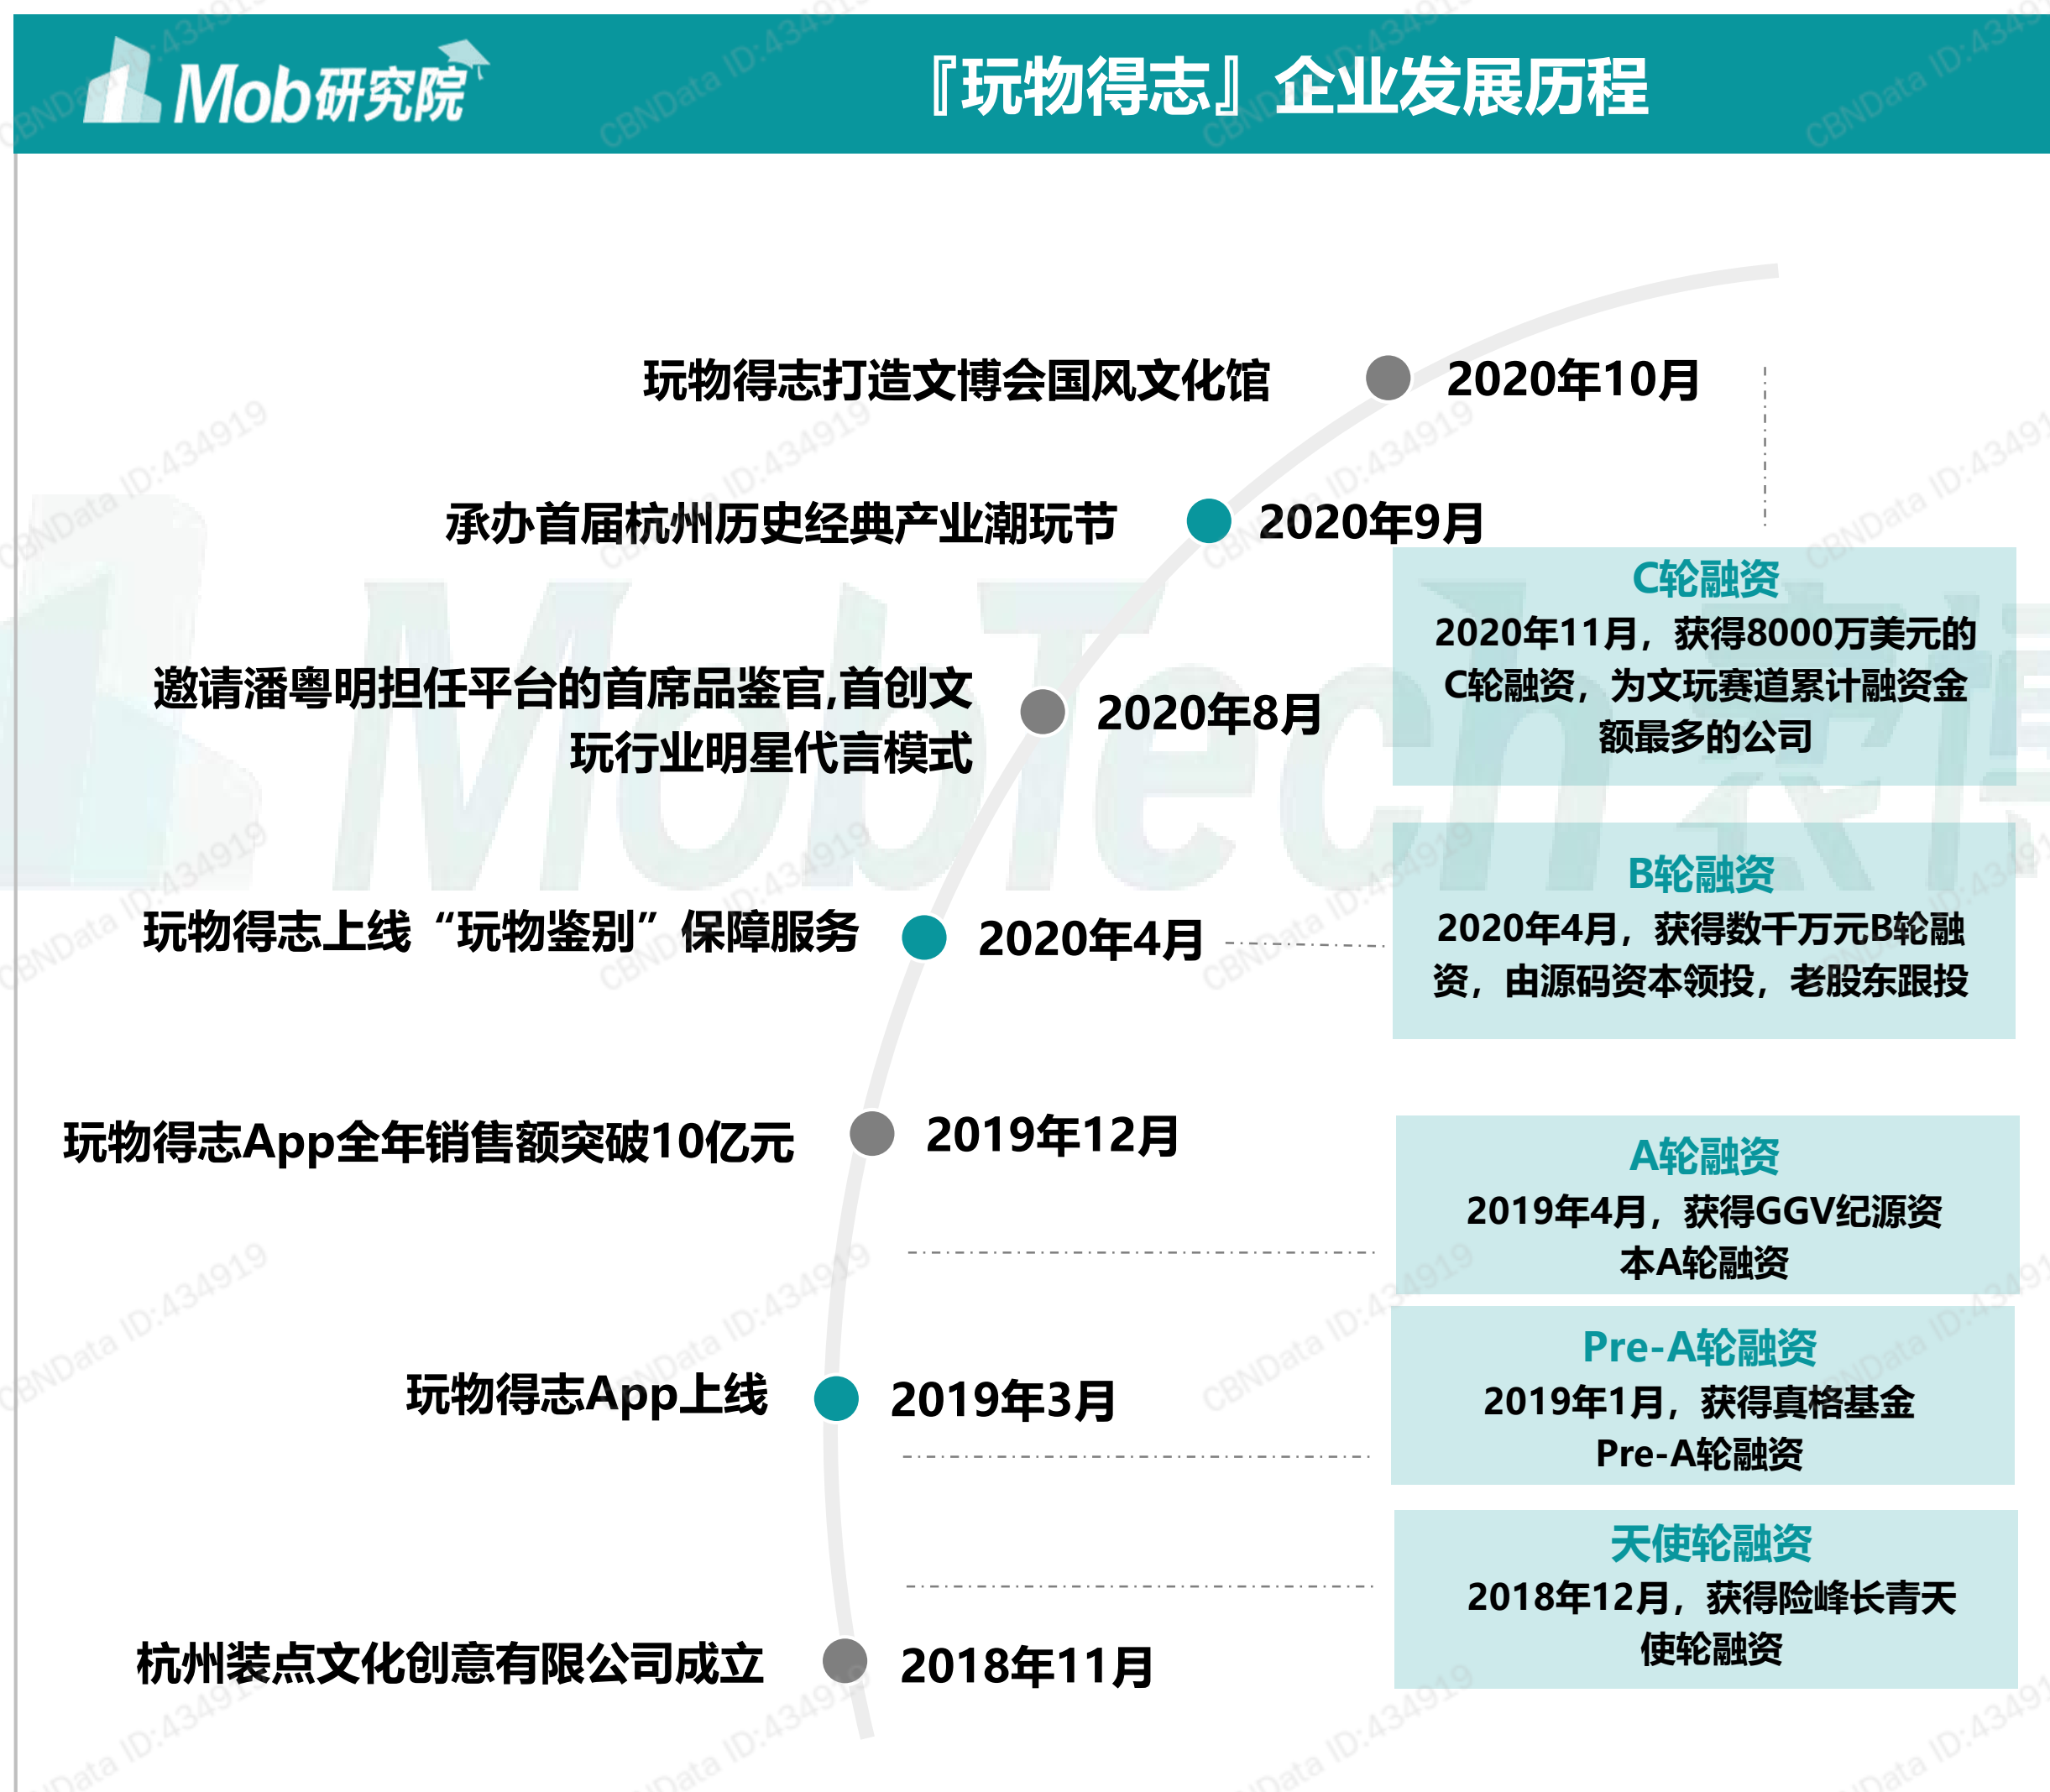 Mob研究院
『玩物得志』企业发展历程
玩物得志打造文博会国风文化馆
2020年10月
承办首届杭州历史经典产业潮玩节
2020年9月
C轮融资
2020年11月，获得8000万美元的
C轮融资，为文玩赛道累计融资金
额最多的公司
邀请潘粤明担任平台的首席品鉴官,首创文
玩行业明星代言模式
2020年8月
B轮融资
2020年4月，获得数千万元B轮融
资，由源码资本领投，老股东跟投
玩物得志上线“玩物鉴别”保障服务
2020年4月
玩物得志App全年销售额突破10亿元
2019年12月
A轮融资
2019年4月，获得GGV纪源资
本A轮融资
Pre-A轮融资
2019年1月，获得真格基金
Pre-A轮融资
玩物得志App上线
2019年3月
天使轮融资
2018年12月，获得险峰长青天
使轮融资
杭州装点文化创意有限公司成立
2018年11月
MobTech袤博
CBNData ID:434919